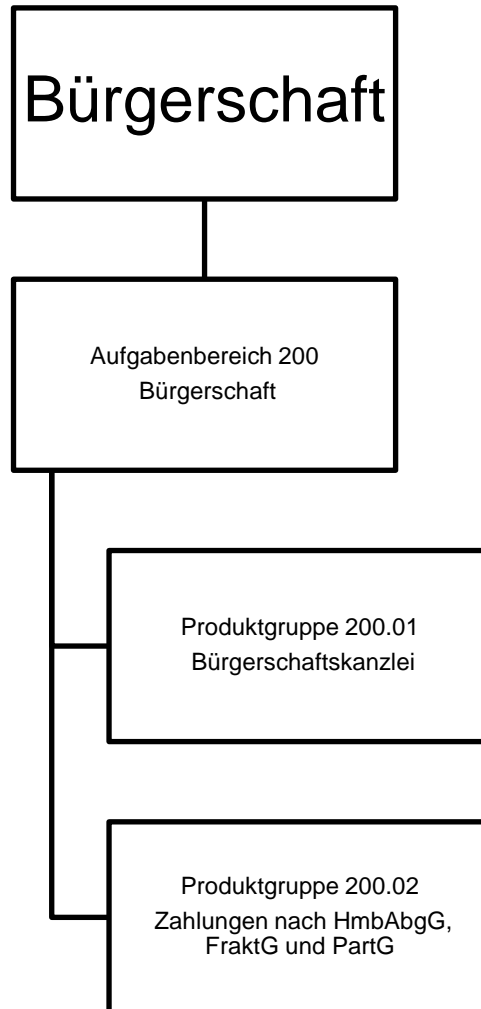 Bürgerschaft
Aufgabenbereich 200
Bürgerschaft
Produktgruppe 200.01
Bürgerschaftskanzlei
Produktgruppe 200.02
Zahlungen nach HmbAbgG,
FraktG und PartG